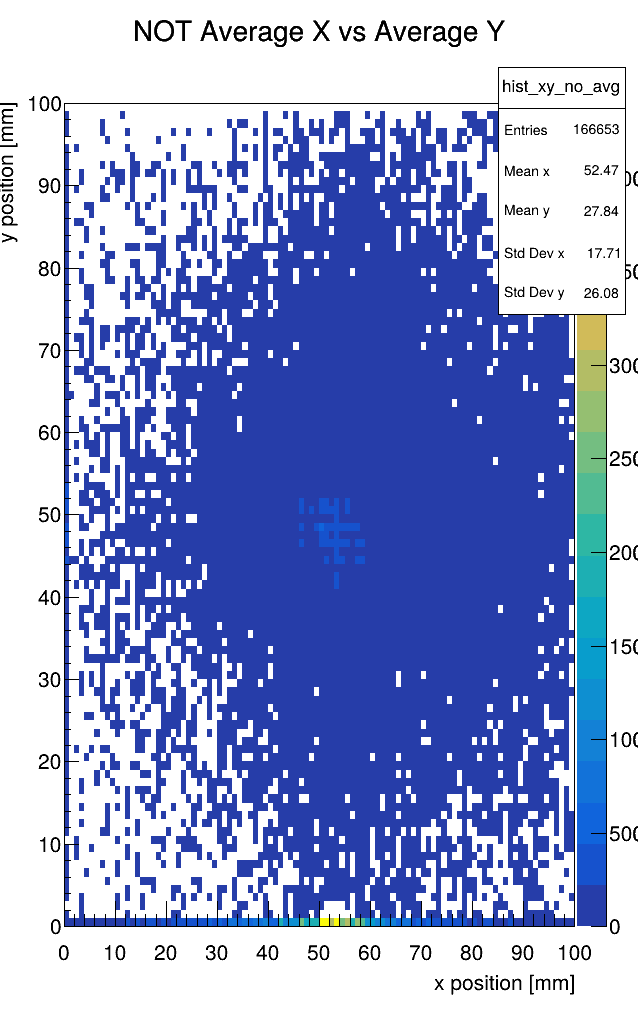 NOT Average X vs Average Y
hist_xy_no_avg
Entries 166653
Mean x 52.47
Mean y 27.84
Std Dev x 17.71
Std Dev y 26.08
y position [mm]
100
90
80
70
60
50
40
30
20
10
0
0 10 20 30 40 50 60 70 80 90 100
x position [mm]
300
250
200
150
100
500
0